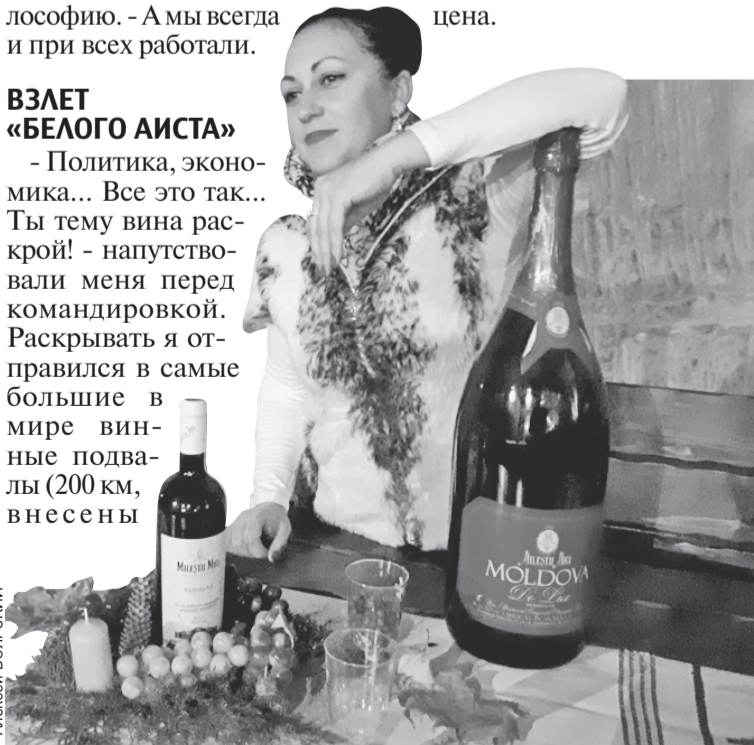 лософию. - А мы всегда
и при всех работали.
цена.
ВЗЛЕТ
«БЕЛОГО АИСТА»
- Политика, эконо-
мика... Все это так...
Ты тему вина рас-
крой! - напутство-
вали меня перед
командировкой.
Раскрывать я от-
правился в самые
большие в
мире вин-
ные подва-
лы (200 км,
внесены
MILESTII MICI
MILESTII MICI
MOLDOVA
De Lux